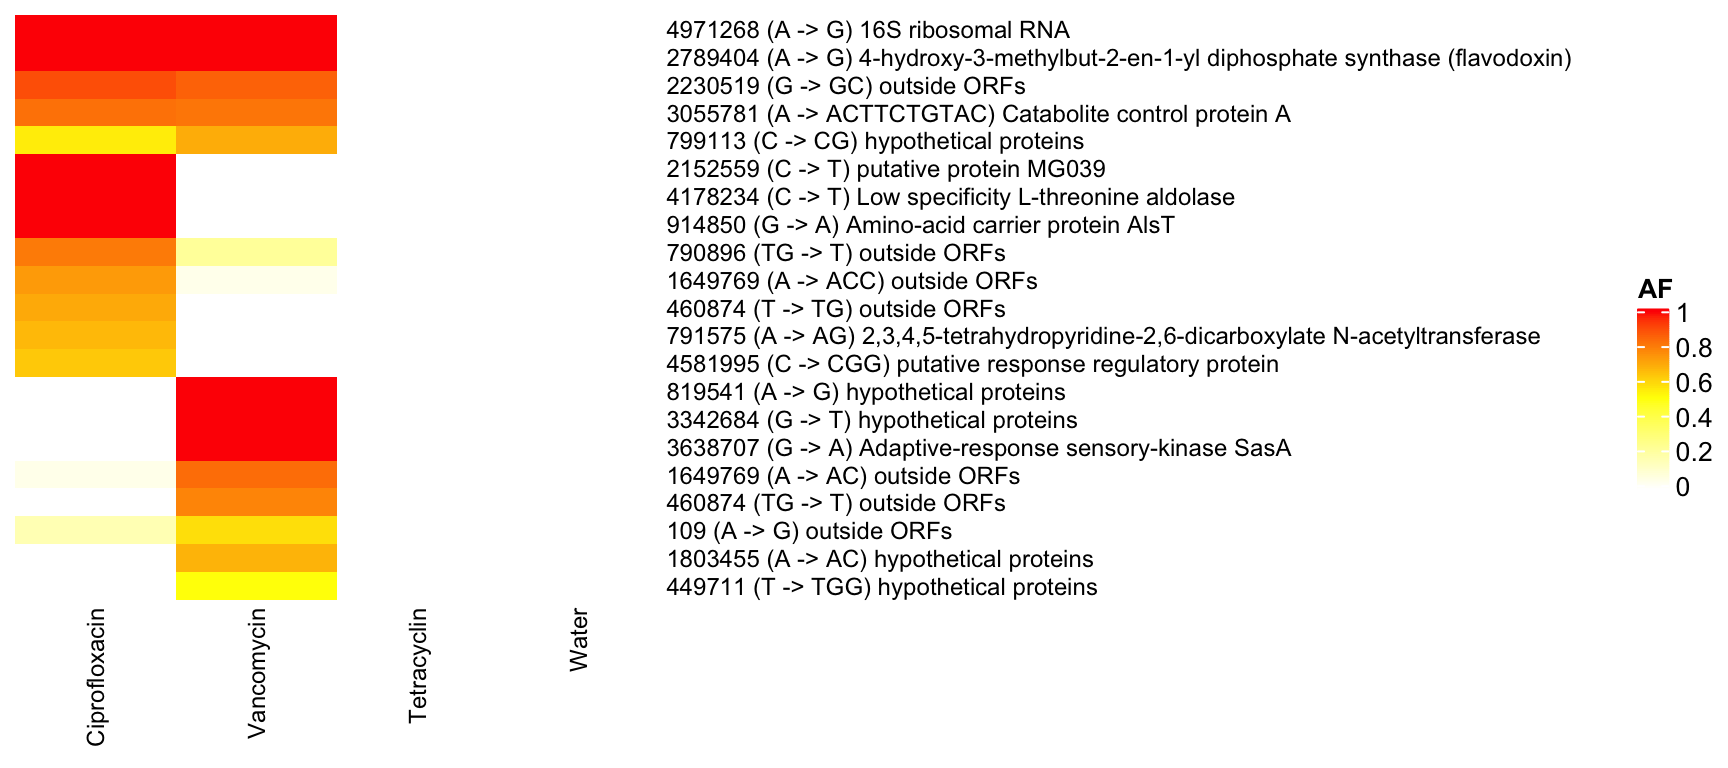 4971268 (A -> G) 16S ribosomal RNA
2789404 (A -> G) 4-hydroxy-3-methylbut-2-en-1-yl diphosphate synthase (flavodoxin)
2230519 (G -> GC) outside ORFs
3055781 (A -> ACTTCTGTAC) Catabolite control protein A
799113 (C -> CG) hypothetical proteins
2152559 (C -> T) putative protein MG039
4178234 (C -> T) Low specificity L-threonine aldolase
914850 (G -> A) Amino-acid carrier protein AlsT
790896 (TG -> T) outside ORFs
1649769 (A -> ACC) outside ORFs
460874 (T -> TG) outside ORFs
791575 (A -> AG) 2,3,4,5-tetrahydropyridine-2,6-dicarboxylate N-acetyltransferase
4581995 (C -> CGG) putative response regulatory protein
819541 (A -> G) hypothetical proteins
3342684 (G -> T) hypothetical proteins
3638707 (G -> A) Adaptive-response sensory-kinase SasA
1649769 (A -> AC) outside ORFs
460874 (TG -> T) outside ORFs
109 (A -> G) outside ORFs
1803455 (A -> AC) hypothetical proteins
449711 (T -> TGG) hypothetical proteins
Ciprofloxacin
Vancomycin
Tetracyclin
Water
AF
1
0.8
0.6
0.4
0.2
0